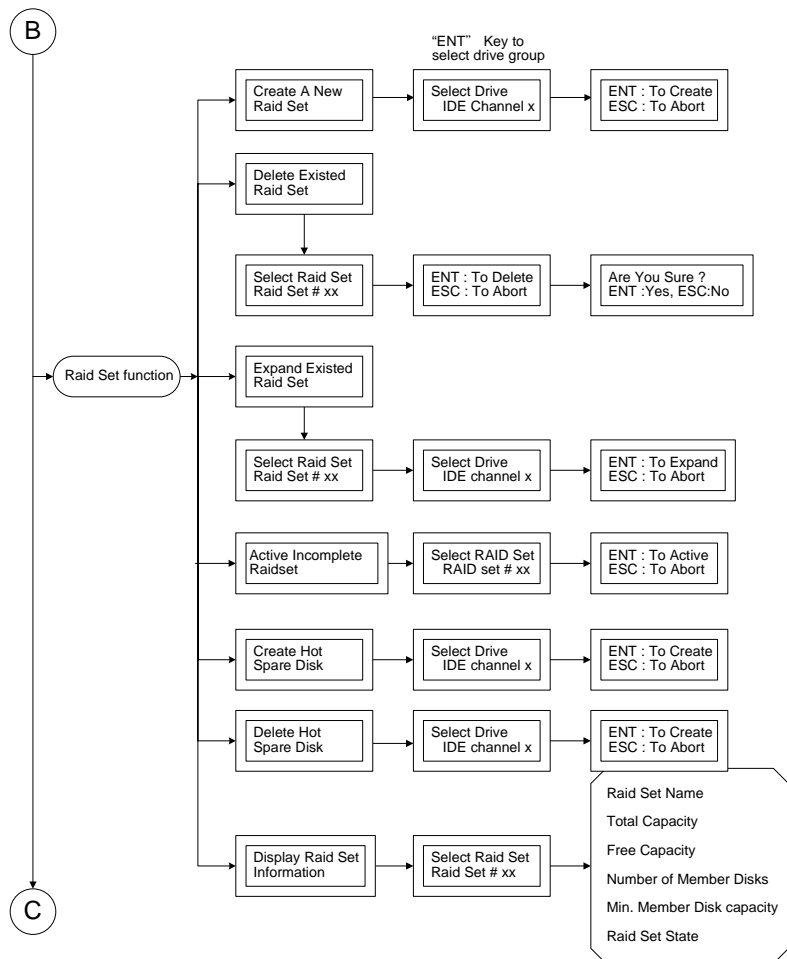 B
“ENT” Key to
select drive group
Create A New
Raid Set
Select Drive
IDE Channel x
ENT : To Create
ESC : To Abort
Delete Existed
Raid Set
Select Raid Set
Raid Set # xx
ENT : To Delete
ESC : To Abort
Are You Sure ?
ENT :Yes, ESC:No
Raid Set function
Expand Existed
Raid Set
Select Raid Set
Raid Set # xx
Select Drive
IDE channel x
ENT : To Expand
ESC : To Abort
Active Incomplete
Raidset
Select RAID Set
RAID set # xx
ENT : To Active
ESC : To Abort
Create Hot
Spare Disk
Select Drive
IDE channel x
ENT : To Create
ESC : To Abort
Delete Hot
Spare Disk
Select Drive
IDE channel x
ENT : To Create
ESC : To Abort
Display Raid Set
Information
Select Raid Set
Raid Set # xx
Raid Set Name
Total Capacity
Free Capacity
Number of Member Disks
Min. Member Disk capacity
Raid Set State
C